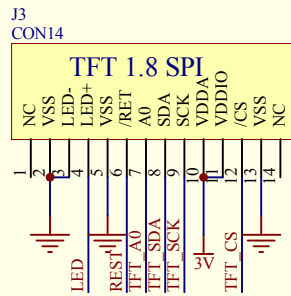 J3
CON14
TFT 1.8 SPI
NC
VSS
LED-
LED+
VSS
/RET
A0
SDA
SCK
VDDA
VDDIO
/CS
VSS
NC
1
2
3
4
5
6
7
8
9
10
11
12
13
14
LED
REST
TFT_A0
TFT_SDA
TFT_SCK
3V
TFT_CS